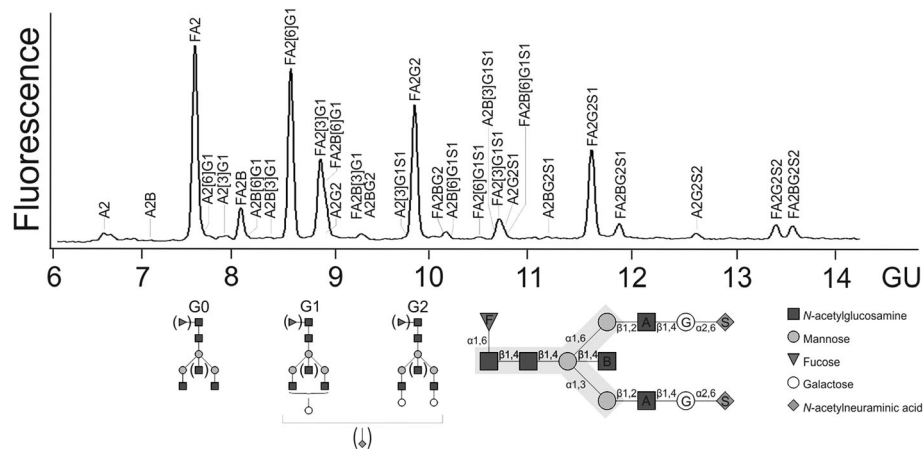 Fluorescence
A2
A2B
FA2
A2[6]G1
A2[3]G1
FA2B
A2B[6]G1
A2B[3]G1
FA2[6]G1
FA2[3]G1
FA2B[6]G1
A2G2
FA2B[3]G1
A2BG2
A2[3]G1S1
FA2G2
FA2BG2
A2B[6]G1S1
FA2[6]G1S1
A2B[3]G1S1
FA2[3]G1S1
A2G2S1
FA2B[6]G1S1
A2BG2S1
FA2G2S1
FA2BG2S1
A2G2S2
FA2G2S2
FA2BG2S2
6 7 8 9 10 11 12 13 14 GU
G0 G1 G2
F
α1,6
β1,4 β1,4 β1,4 B
α1,6 β1,2 A β1,4 G α2,6 S
α1,3 β1,2 A β1,4 G α2,6 S
N-acetylglucosamine
Mannose
Fucose
Galactose
N-acetylneuraminic acid